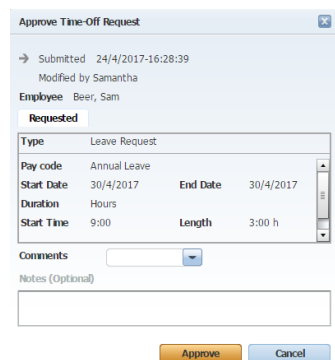 Approve Time-Off Request
Submitted 24/4/2017-16:28:39
Modified by Samantha
Employee Beer, Sam
Requested
Type Leave Request
Pay code Annual Leave
Start Date 30/4/2017 End Date 30/4/2017
Duration Hours
Start Time 9:00 Length 3:00 h
Comments
Notes (Optional)
Approve Cancel